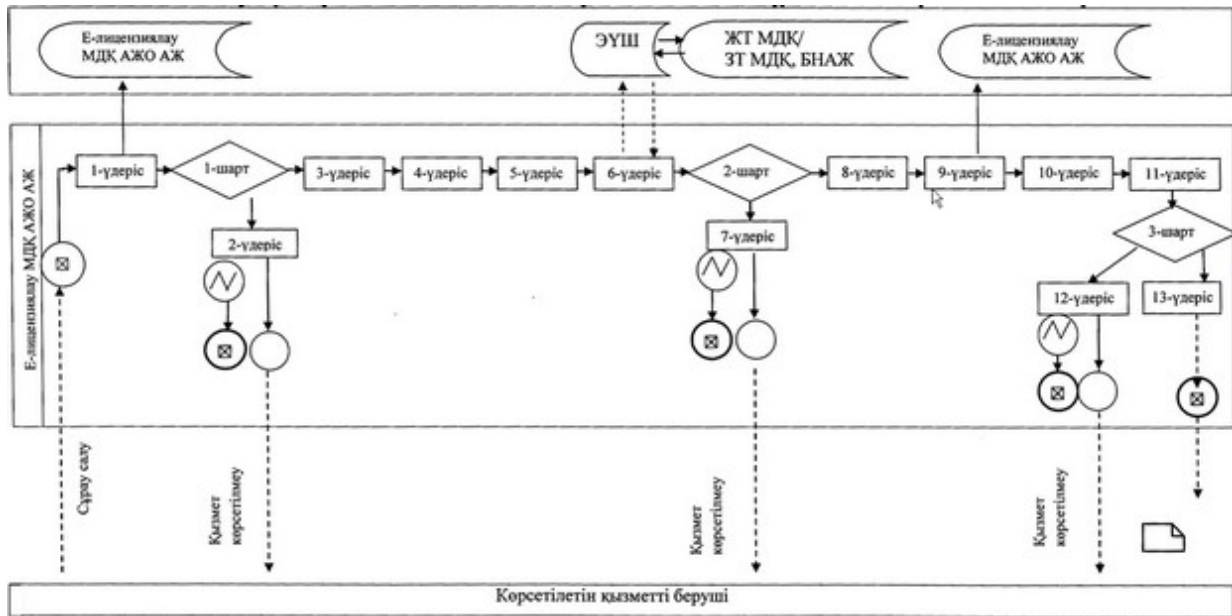 Е-лицензиялау
МДҚ АЖО АЖ
ЭҮШ
ЖТ МДҚ/
ЗТ МДҚ, БНАЖ
Е-лицензиялау
МДҚ АЖО АЖ
Е-лицензиялау МДҚ АЖО АЖ
1-үдеріс
1-шарт
3-үдеріс
4-үдеріс
5-үдеріс
6-үдеріс
2-шарт
8-үдеріс
9-үдеріс
10-үдеріс
11-үдеріс
2-үдеріс
7-үдеріс
3-шарт
12-үдеріс
13-үдеріс
Сұрау салу
Қызмет
көрсетілмеу
Қызмет
көрсетілмеу
Қызмет
көрсетілмеу
Көрсетілетін қызметті беруші